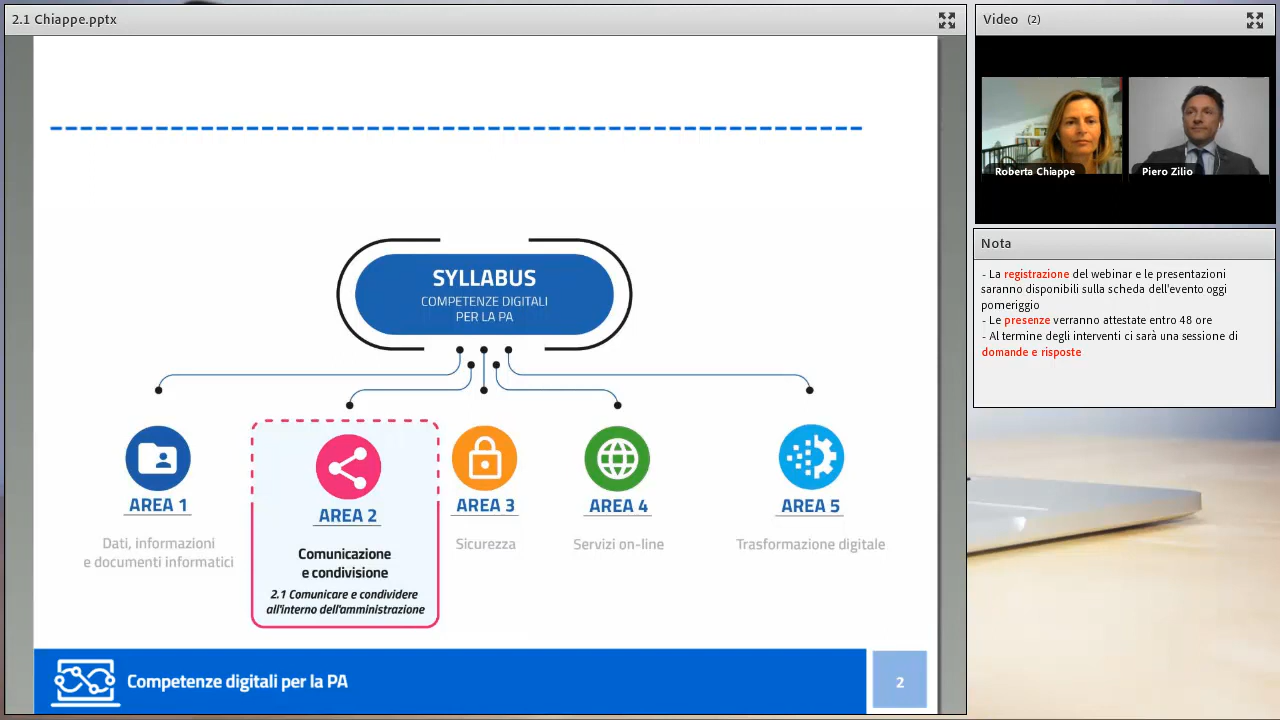 2.1 Chiappe.pptx
SYLLABUS
COMPETENZE DIGITALI
PER LA PA
AREA 1
Dati, informazioni
e documenti informatici
AREA 2
Comunicazione
e condivisione
2.1 Comunicare e condividere
all'interno dell'amministrazione
AREA 3
Sicurezza
AREA 4
Servizi on-line
AREA 5
Trasformazione digitale
Competenze digitali per la PA
2
Video (2)
Roberta Chiappe
Piero Zilio
Nota
- La registrazione del webinar e le presentazioni
saranno disponibili sulla scheda dell'evento oggi
pomeriggio
- Le presenze verranno attestate entro 48 ore
- Al termine degli interventi ci sarà una sessione di
domande e risposte